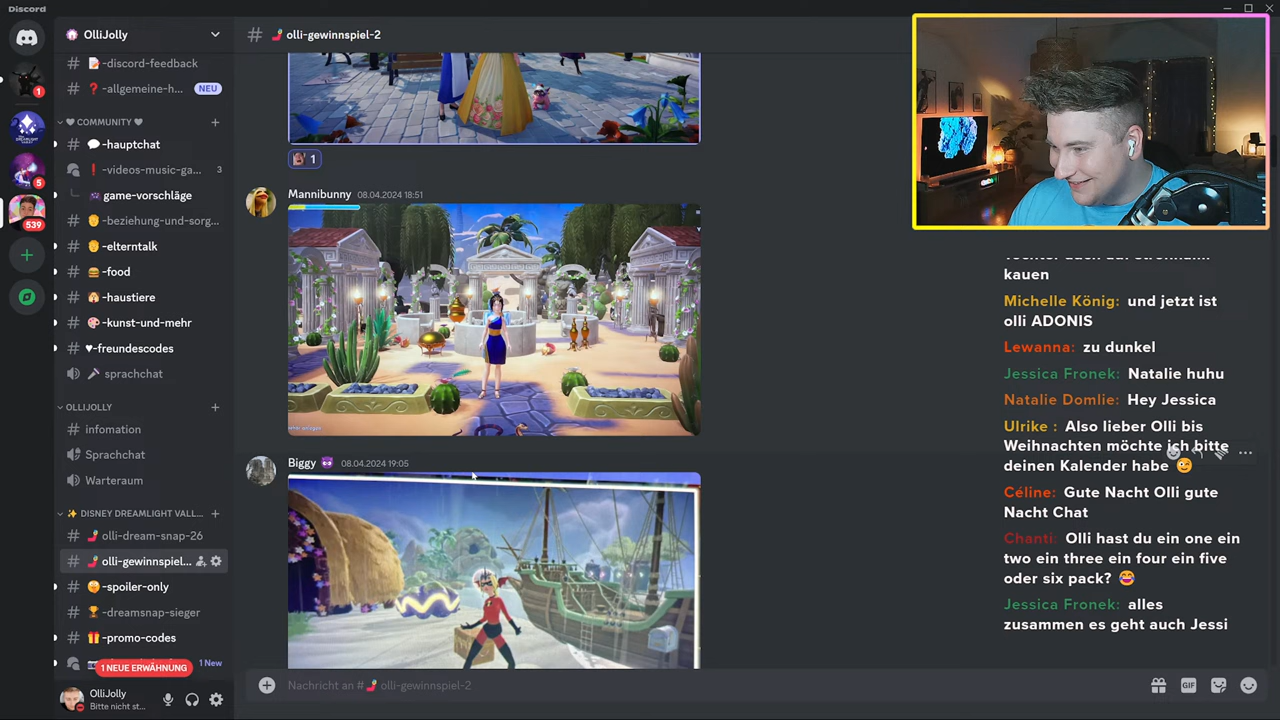 Discord
OlliJolly
-discord-feedback
-allgemeine-h...
NEU
COMMUNITY
-hauptchat
-videos-music-ga...
3
game-vorschläge
-beziehung-und-sorg...
-elterntalk
-food
-haustiere
-kunst-und-mehr
-freundescodes
sprachchat
OLLIJOLLY
infomation
Sprachchat
Warteraum
DISNEY DREAMLIGHT VALL...
olli-dream-snap-26
olli-gewinnspiel...
-spoiler-only
-dreamsnap-sieger
-promo-codes
1 NEUE ERWÄHNUNG
1 New
OlliJolly
Bitte nicht st...
1
5
539
olli-gewinnspiel-2
1
Mannibunny 08.04.2024 18:51
Biggy 08.04.2024 19:05
Nachricht an # olli-gewinnspiel-2
GIF
kauen
Michelle König: und jetzt ist
olli ADONIS
Lewanna: zu dunkel
Jessica Fronek: Natalie huhu
Natalie Domlie: Hey Jessica
Ulrike : Also lieber Olli bis
Weihnachten möchte ich bitte
deinen Kalender habe
Céline: Gute Nacht Olli gute
Nacht Chat
Chanti: Olli hast du ein one ein
two ein three ein four ein five
oder six pack?
Jessica Fronek: alles
zusammen es geht auch Jessi